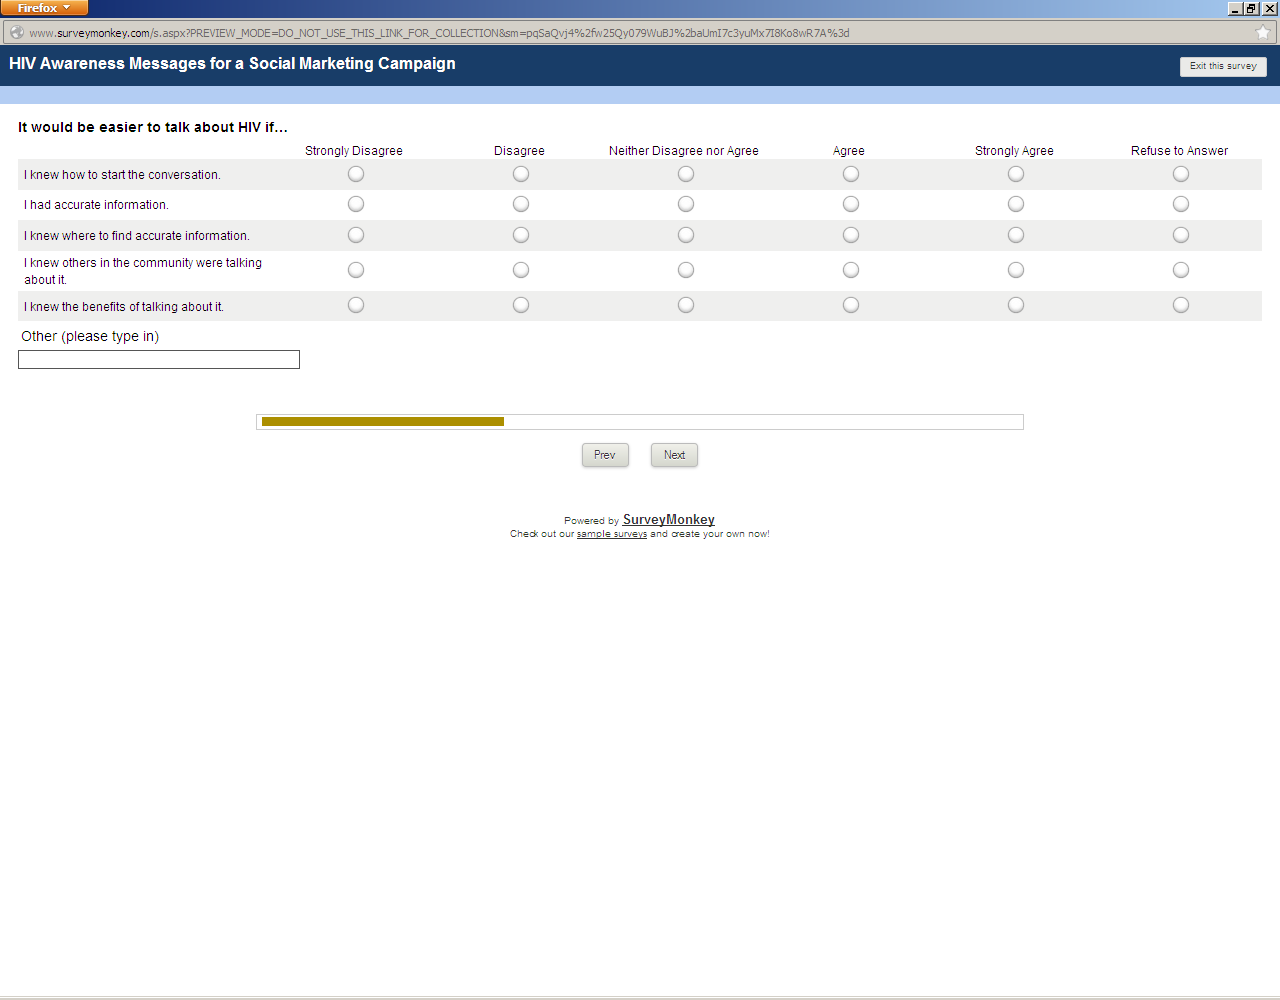 Firefox
www.surveymonkey.com/s.aspx?PREVIEW_MODE=DO_NOT_USE_THIS_LINK_FOR_COLLECTION&sm=pqSaQvj4%2fw25Qy079WuBJ%2baUmI7c3yuMx7I8Ko8wR7A%3d
HIV Awareness Messages for a Social Marketing Campaign
Exit this survey
It would be easier to talk about HIV if...
Strongly Disagree Disagree Neither Disagree nor Agree Agree Strongly Agree Refuse to Answer
I knew how to start the conversation.
I had accurate information.
I knew where to find accurate information.
I knew others in the community were talking
about it.
I knew the benefits of talking about it.
Other (please type in)
Prev Next
Powered by SurveyMonkey
Check out our sample surveys and create your own now!